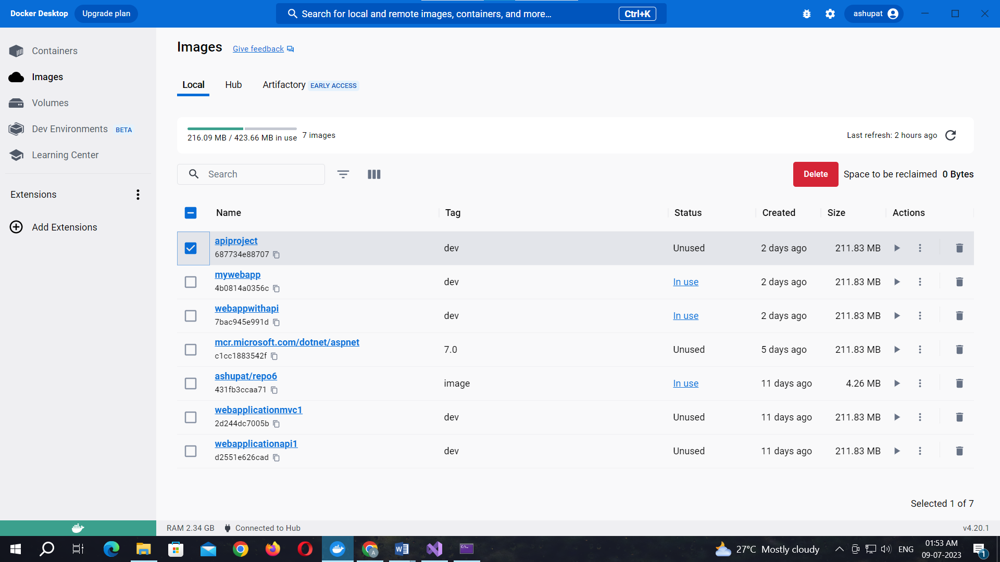 Docker Desktop Upgrade plan Search for local and remote images, containers, and more... Ctrl+K ashupat
Containers
Images
Volumes
Dev Environments BETA
Learning Center
Extensions
Add Extensions
Images Give feedback
Local Hub Artifactory EARLY ACCESS
216.09 MB / 423.66 MB in use 7 images Last refresh: 2 hours ago
Search Delete Space to be reclaimed 0 Bytes
Name Tag Status Created Size Actions
apiproject
687734e88707 dev Unused 2 days ago 211.83 MB
mywebapp
4b0814a0356c dev In use 2 days ago 211.83 MB
webappwithapi
7bac945e991d dev In use 2 days ago 211.83 MB
mcr.microsoft.com/dotnet/aspnet
c1cc1883542f 7.0 Unused 5 days ago 211.83 MB
ashupat/repo6
431fb3ccaa71 image In use 11 days ago 4.26 MB
webapplicationmvc1
2d244dc7005b dev Unused 11 days ago 211.83 MB
webapplicationapi1
d2551e626cad dev Unused 11 days ago 211.83 MB
Selected 1 of 7
RAM 2.34 GB Connected to Hub v4.20.1
27°C Mostly cloudy ENG 01:53 AM
09-07-2023 1